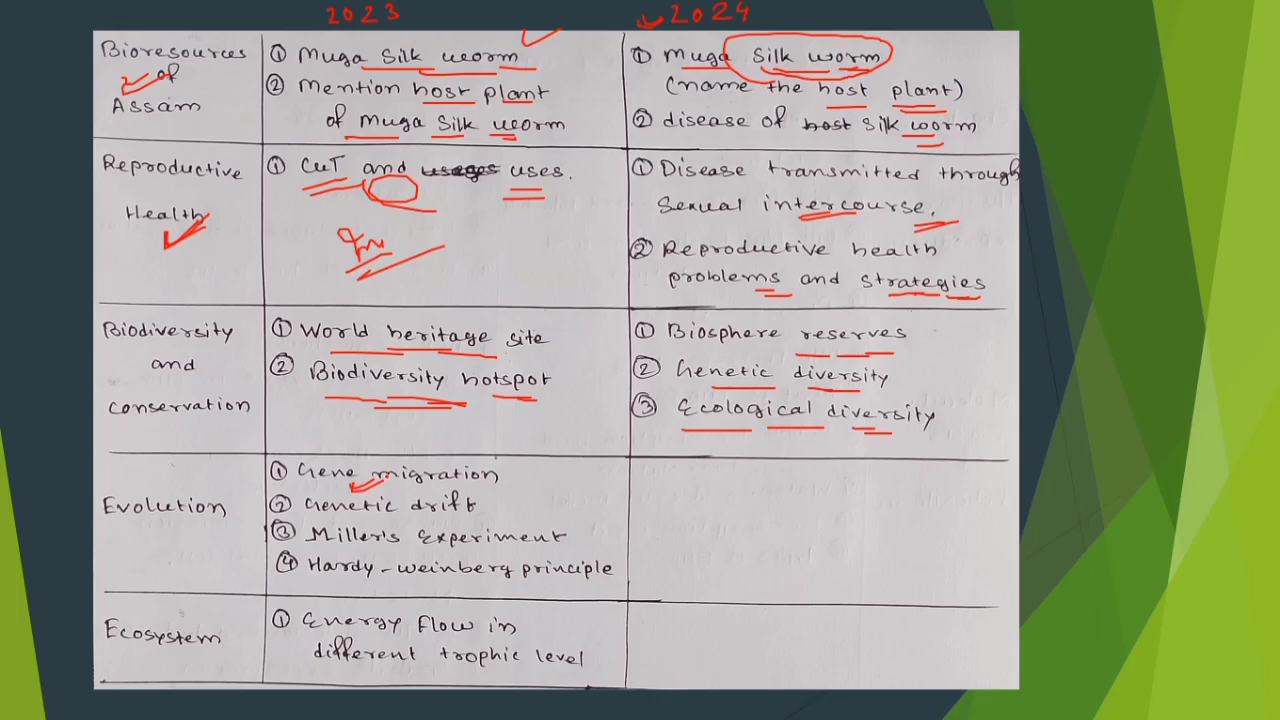 2023
2024
Bioresources
of
Assam
① Muga Silk worm
② Mention host plant
of Muga Silk worm
① Muga Silk worm
(name the host plant)
② disease of host silk worm
Reproductive
Health
① CuT and usages uses.
① Disease transmitted through
sexual intercourse.
② Reproductive health
problems and strategies
Biodiversity
and
conservation
① World heritage site
② Biodiversity hotspot
① Biosphere reserves
② Genetic diversity
③ Ecological diversity
Evolution
① Gene migration
② Genetic drift
③ Miller's Experiment
④ Hardy-weinberg principle
Ecosystem
① Energy flow in
different trophic level